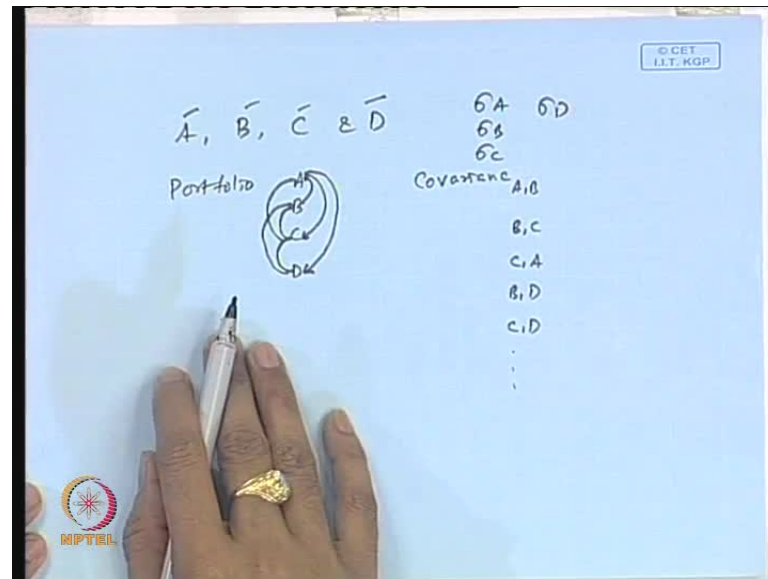 © CET
I.I.T. KGP
Ā, B̄, C̄ & D̄
σA σD
σB
σC
Portfolio
A
B
C
D
Covariance A,B
B,C
C,A
B,D
C,D
NPTEL